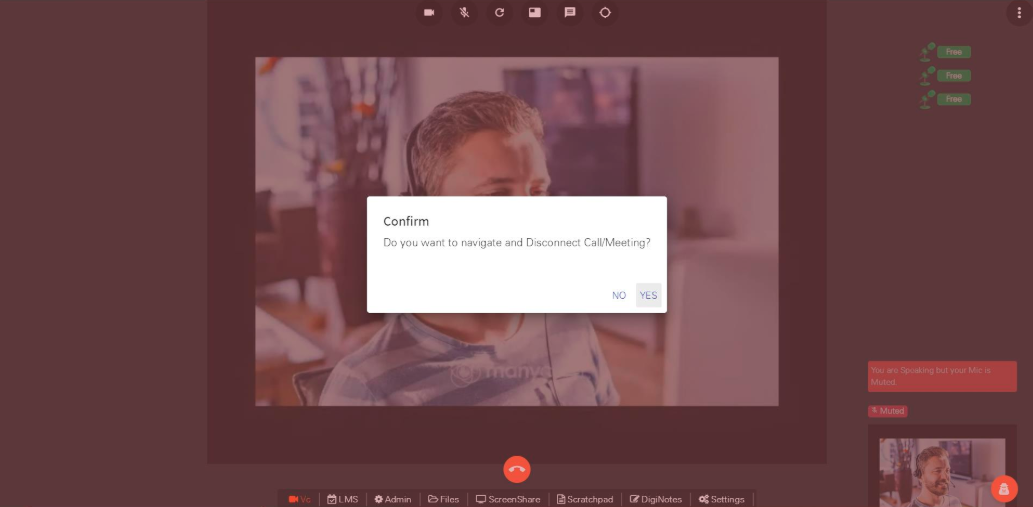 Free
Free
Free
Confirm
Do you want to navigate and Disconnect Call/Meeting?
NO YES
You are Speaking but your Mic is
Muted
Muted
Vc LMS Admin Files ScreenShare Scratchpad DigiNotes Settings